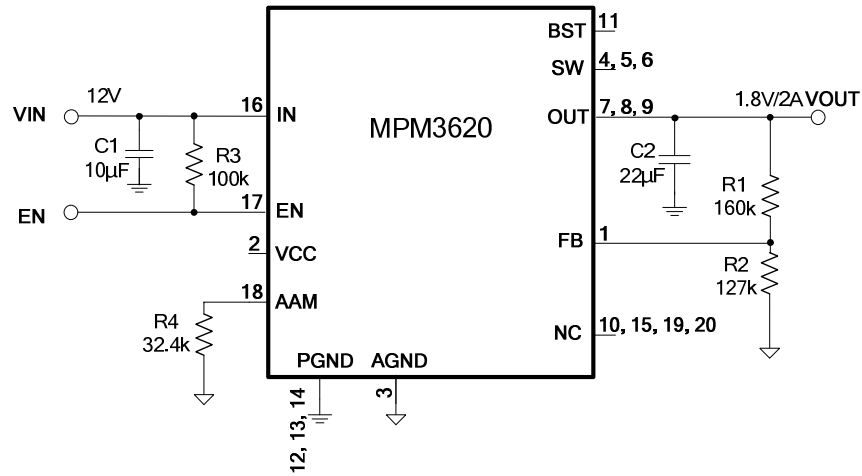 BST
11
SW
4, 5, 6
VIN
12V
16
IN
MPM3620
OUT
7, 8, 9
1.8V/2A VOUT
C1
10µF
R3
100k
C2
22µF
R1
160k
EN
17
EN
2
VCC
FB
1
R2
127k
18
AAM
R4
32.4k
NC
10, 15, 19, 20
PGND
AGND
12, 13, 14
3